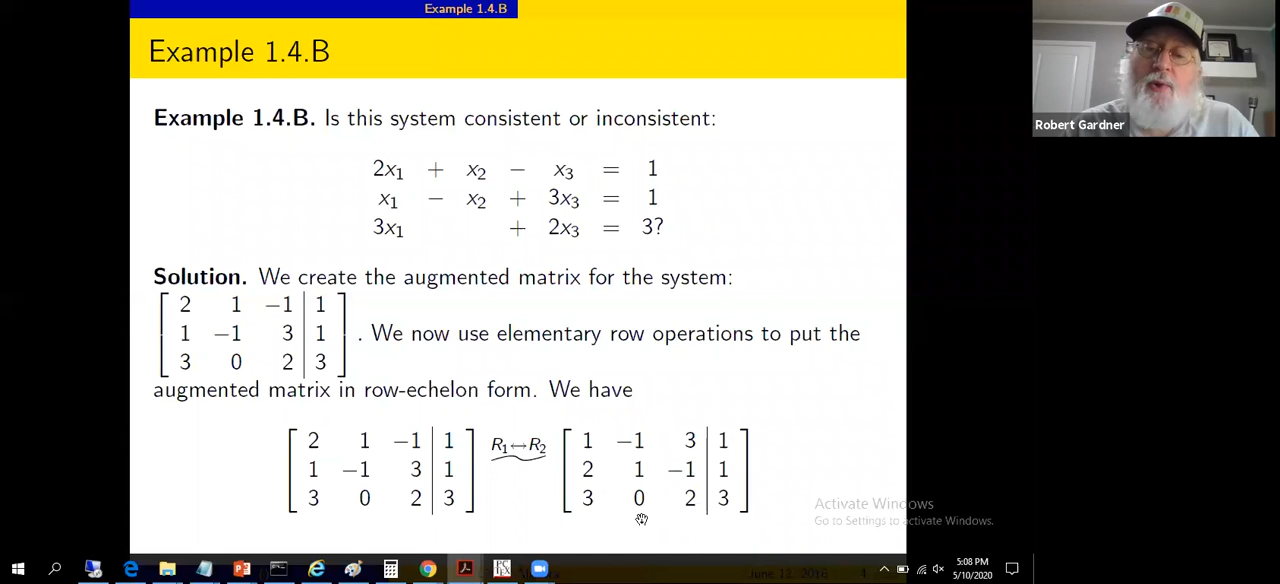 Example 1.4.B
Example 1.4.B
Example 1.4.B. Is this system consistent or inconsistent:
2x₁ + x₂ − x₃ = 1
x₁ − x₂ + 3x₃ = 1
3x₁ + 2x₃ = 3?
Solution. We create the augmented matrix for the system:
2 1 −1 1
1 −1 3 1 . We now use elementary row operations to put the
3 0 2 3
augmented matrix in row-echelon form. We have
2 1 −1 1 R₁↔R₂ 1 −1 3 1
1 −1 3 1 2 1 −1 1
3 0 2 3 3 0 2 3
Robert Gardner
Activate Windows
Go to Settings to activate Windows.
5:08 PM
5/10/2020